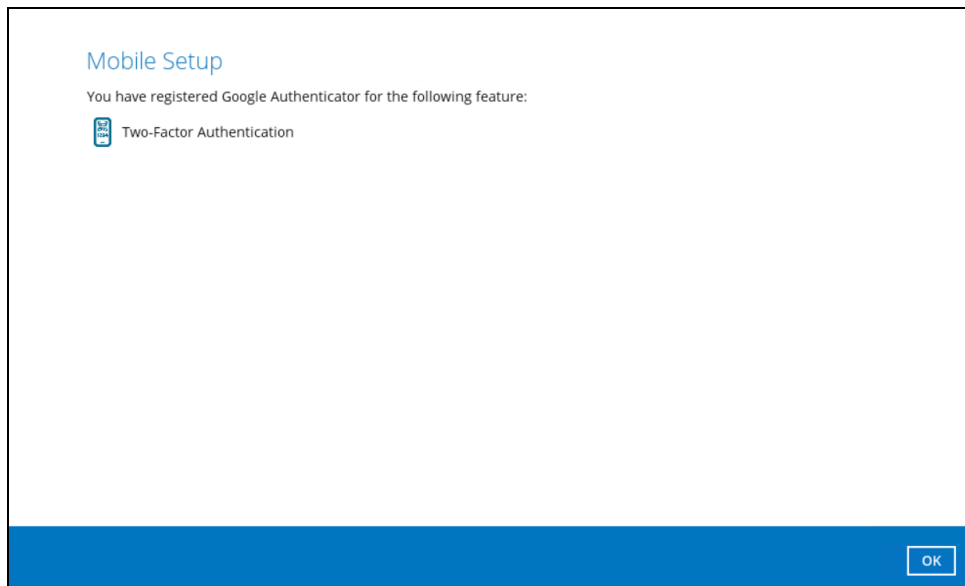 Mobile Setup
You have registered Google Authenticator for the following feature:
Two-Factor Authentication
OK